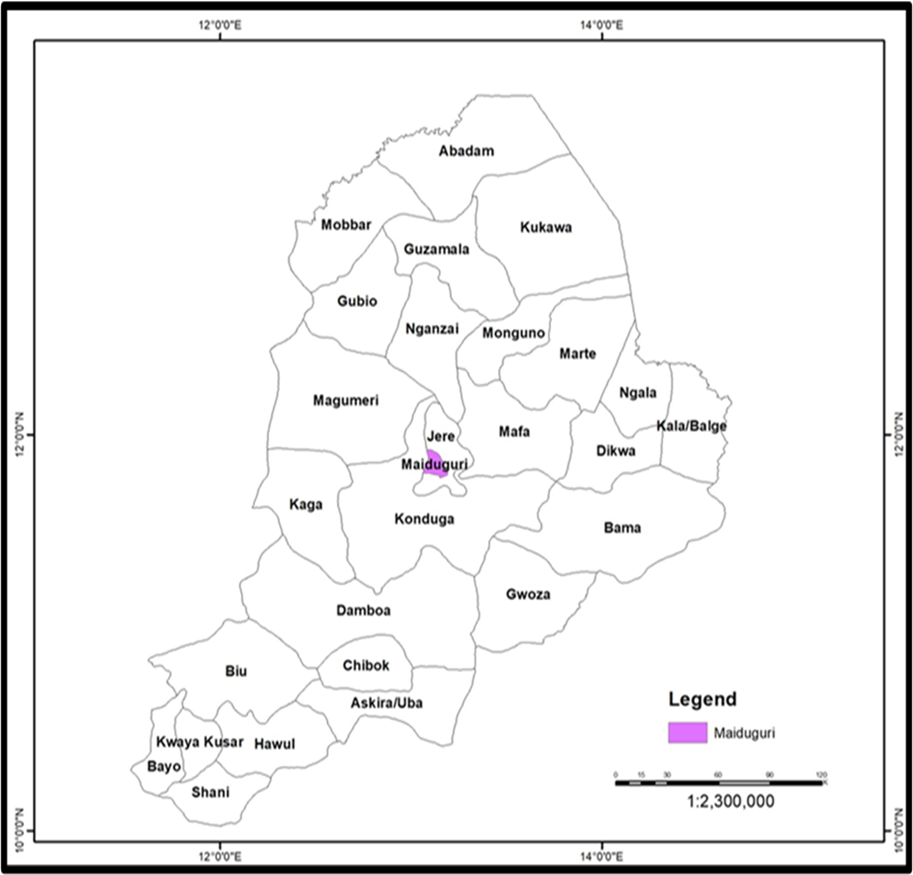 12°0'0"E 14°0'0"E
Abadam
Mobbar
Kukawa
Guzamala
Gubio
Nganzai
Monguno
Marte
Ngala
Magumeri
Kala/Balge
12°0'0"N
12°0'0"N
Mafa
Jere
Dikwa
Maiduguri
Kaga
Konduga
Bama
Gwoza
Damboa
Chibok
Biu
Askira/Uba
Legend
Maiduguri
Kwaya Kusar
Hawul
Bayo
Shani
0 15 30 60 90 120
1:2,300,000
10°0'0"N
10°0'0"N
12°0'0"E 14°0'0"E